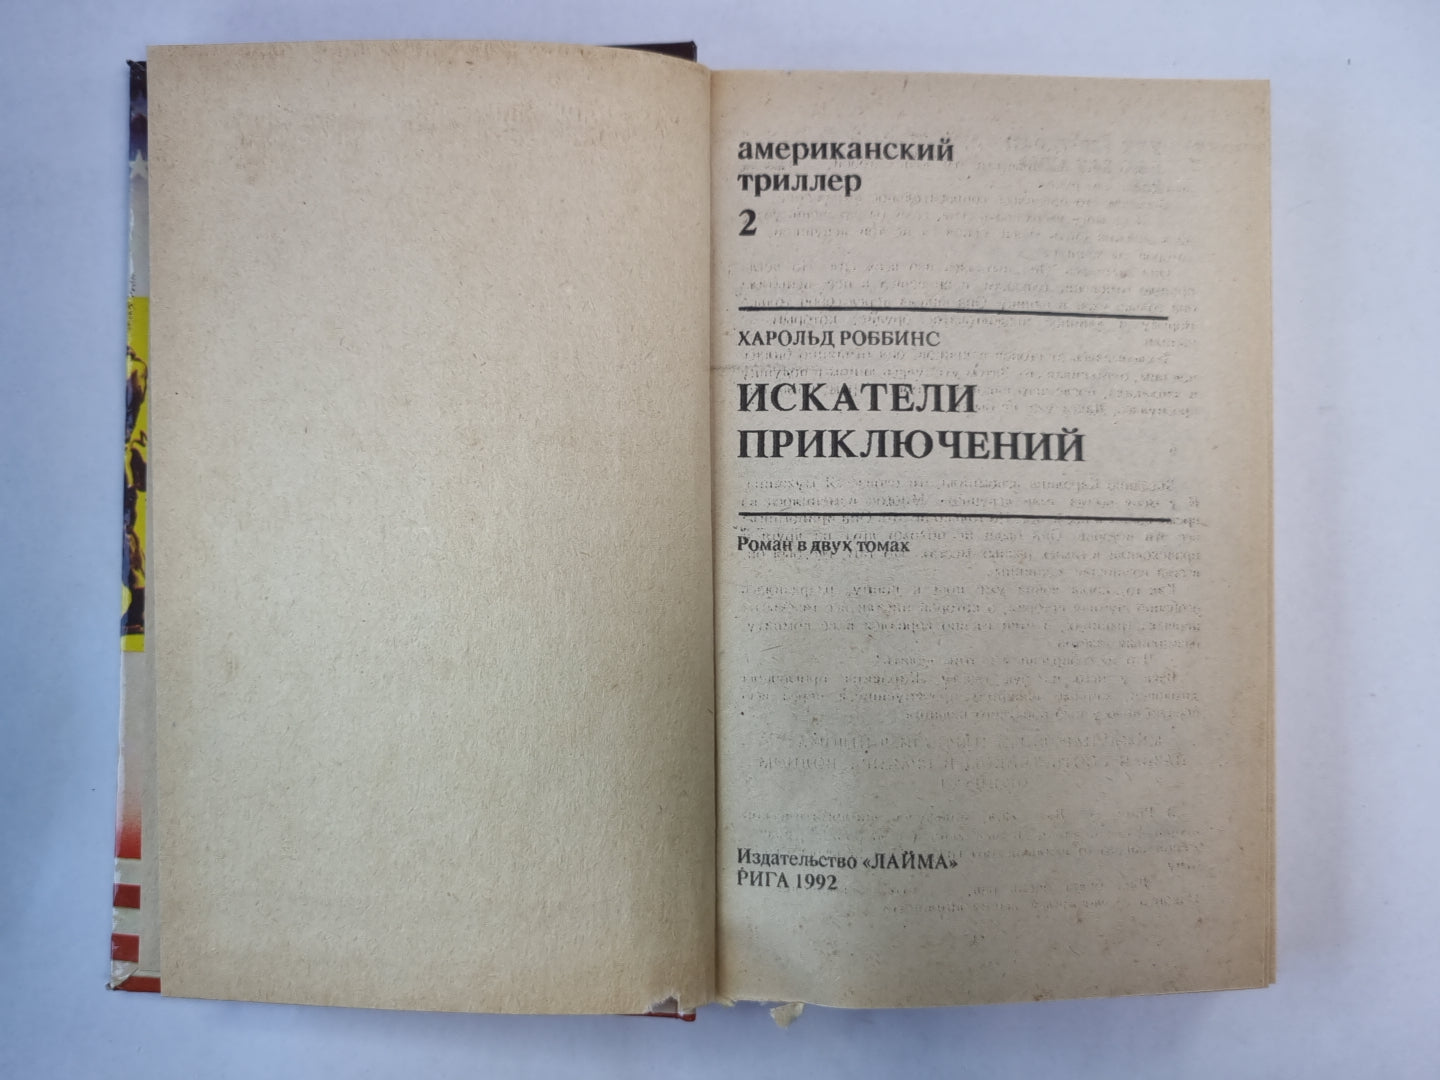 американский
триллер
2
ХАРОЛЬД РОББИНС
ИСКАТЕЛИ
ПРИКЛЮЧЕНИЙ
Роман в двух томах
Издательство «ЛАЙМА»
РИГА 1992